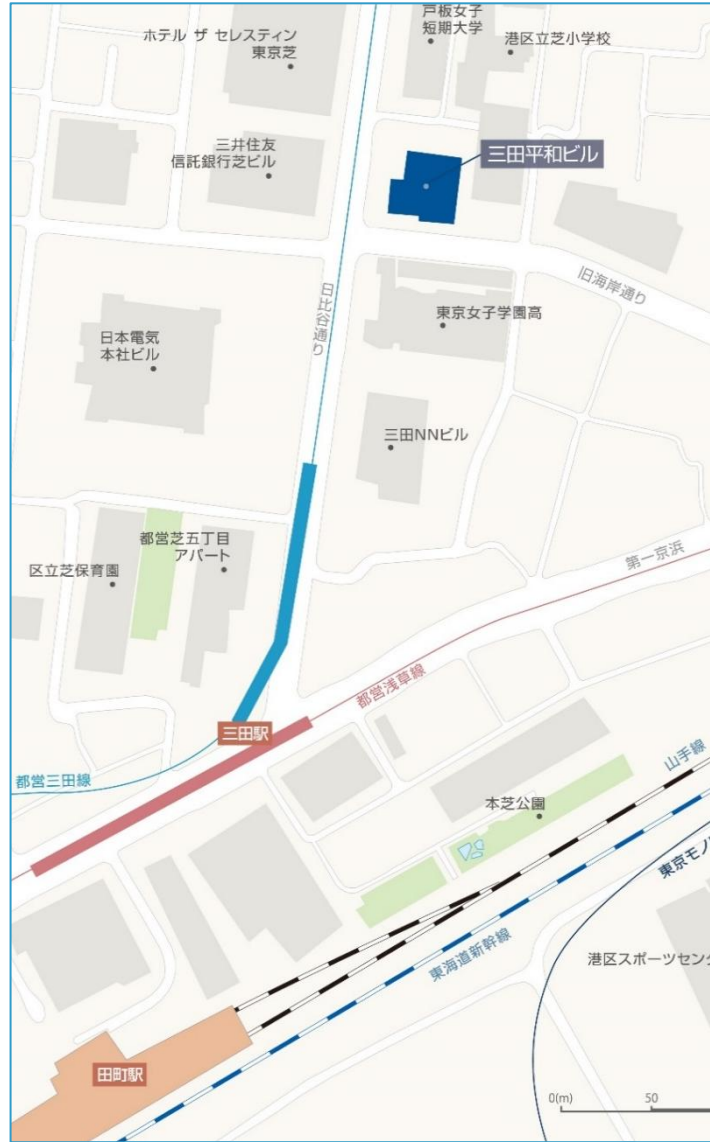 戸板女子
短期大学
ホテル ザ セレスティン
東京芝
港区立芝小学校
三井住友
信託銀行芝ビル
三田平和ビル
旧海岸通り
日比谷通り
東京女子学園高
日本電気
本社ビル
三田NNビル
都営芝五丁目
アパート
区立芝保育園
第一京浜
都営浅草線
三田駅
都営三田線
山手線
本芝公園
東京モノ
東海道新幹線
港区スポーツセンタ
田町駅
0(m)
50